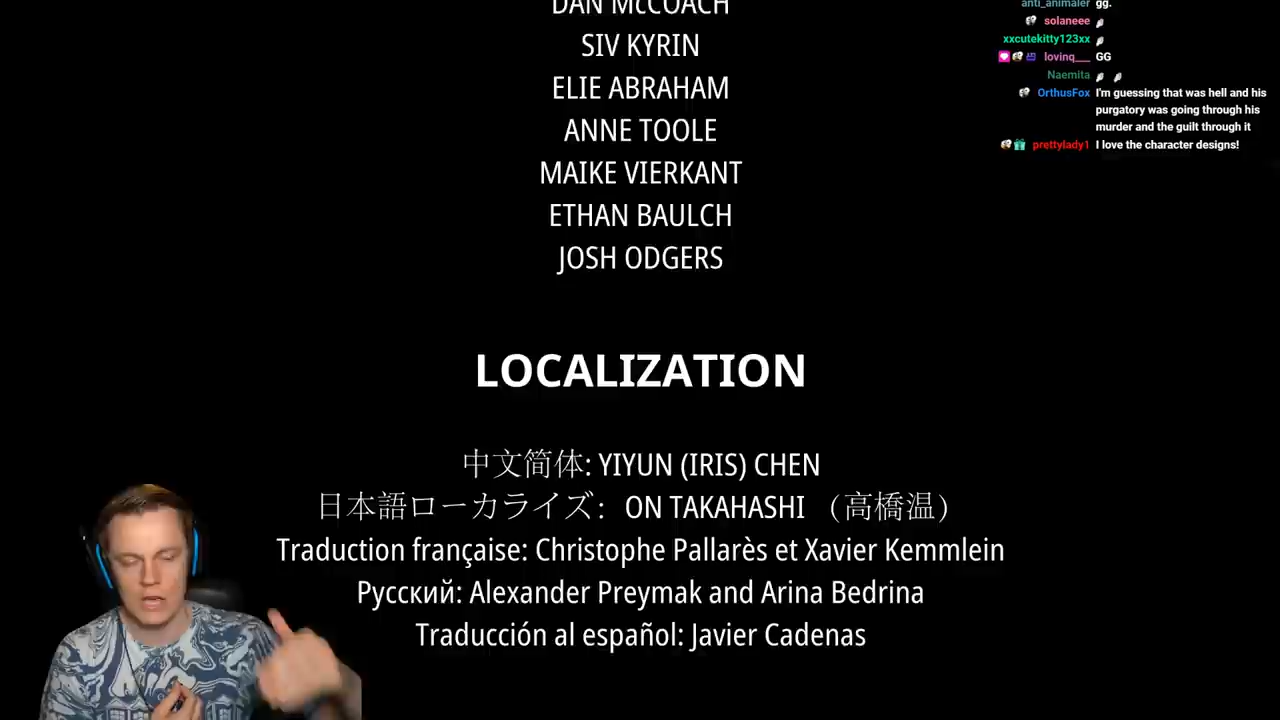 DAN McCOACH
SIV KYRIN
ELIE ABRAHAM
ANNE TOOLE
MAIKE VIERKANT
ETHAN BAULCH
JOSH ODGERS
LOCALIZATION
中文简体: YIYUN (IRIS) CHEN
日本語ローカライズ： ON TAKAHASHI （高橋温）
Traduction française: Christophe Pallarès et Xavier Kemmlein
Русский: Alexander Preymak and Arina Bedrina
Traducción al español: Javier Cadenas
anti_animaler gg.
solaneee
xxcutekitty123xx
lovinq___ GG
Naemita
OrthusFox I'm guessing that was hell and his
purgatory was going through his
murder and the guilt through it
prettylady1 I love the character designs!